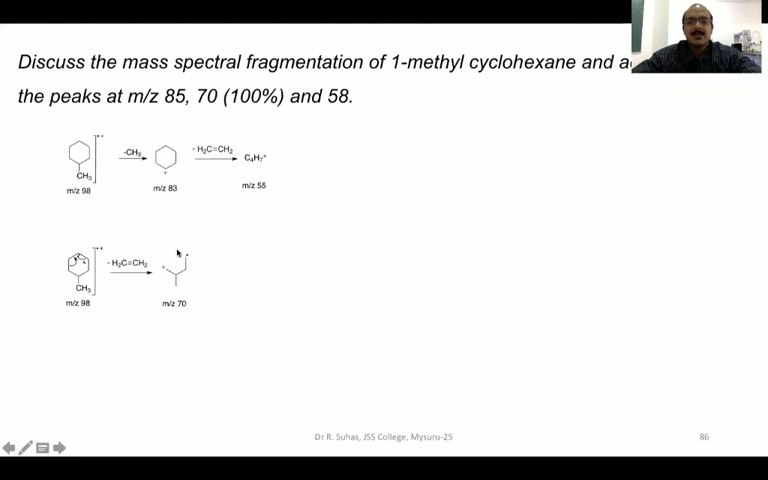 Discuss the mass spectral fragmentation of 1-methyl cyclohexane and
the peaks at m/z 85, 70 (100%) and 58.
-CH₃
- H₂C=CH₂
C₄H₇⁺
CH₃
+
m/z 98
m/z 83
m/z 55
- H₂C=CH₂
CH₃
m/z 98
m/z 70
Dr R. Suhas, JSS College, Mysuru-25
86